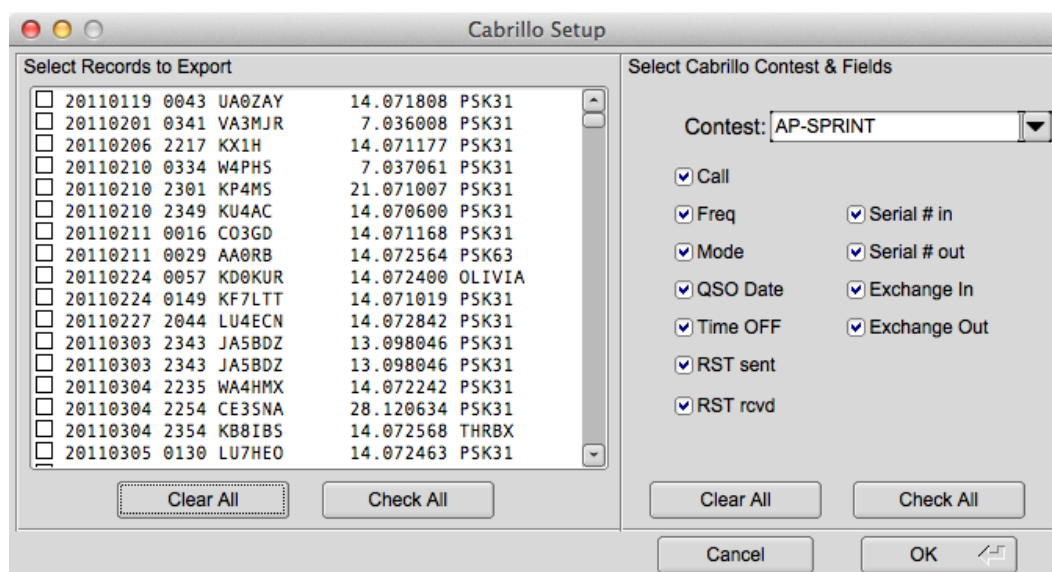 Cabrillo Setup
Select Records to Export
20110119 0043 UA0ZAY 14.071808 PSK31
20110201 0341 VA3MJR 7.036008 PSK31
20110206 2217 KX1H 14.071177 PSK31
20110210 0334 W4PHS 7.037061 PSK31
20110210 2301 KP4MS 21.071007 PSK31
20110210 2349 KU4AC 14.070600 PSK31
20110211 0016 CO3GD 14.071168 PSK31
20110211 0029 AA0RB 14.072564 PSK63
20110224 0057 KD0KUR 14.072400 OLIVIA
20110224 0149 KF7LTT 14.071019 PSK31
20110227 2044 LU4ECN 14.072842 PSK31
20110303 2343 JA5BDZ 13.098046 PSK31
20110303 2343 JA5BDZ 13.098046 PSK31
20110304 2235 WA4HMX 14.072242 PSK31
20110304 2254 CE3SNA 28.120634 PSK31
20110304 2354 KB8IBS 14.072568 THRBX
20110305 0130 LU7HEO 14.072463 PSK31
Clear All Check All
Select Cabrillo Contest & Fields
Contest: AP-SPRINT
Call
Freq Serial # in
Mode Serial # out
QSO Date Exchange In
Time OFF Exchange Out
RST sent
RST rcvd
Clear All Check All
Cancel OK